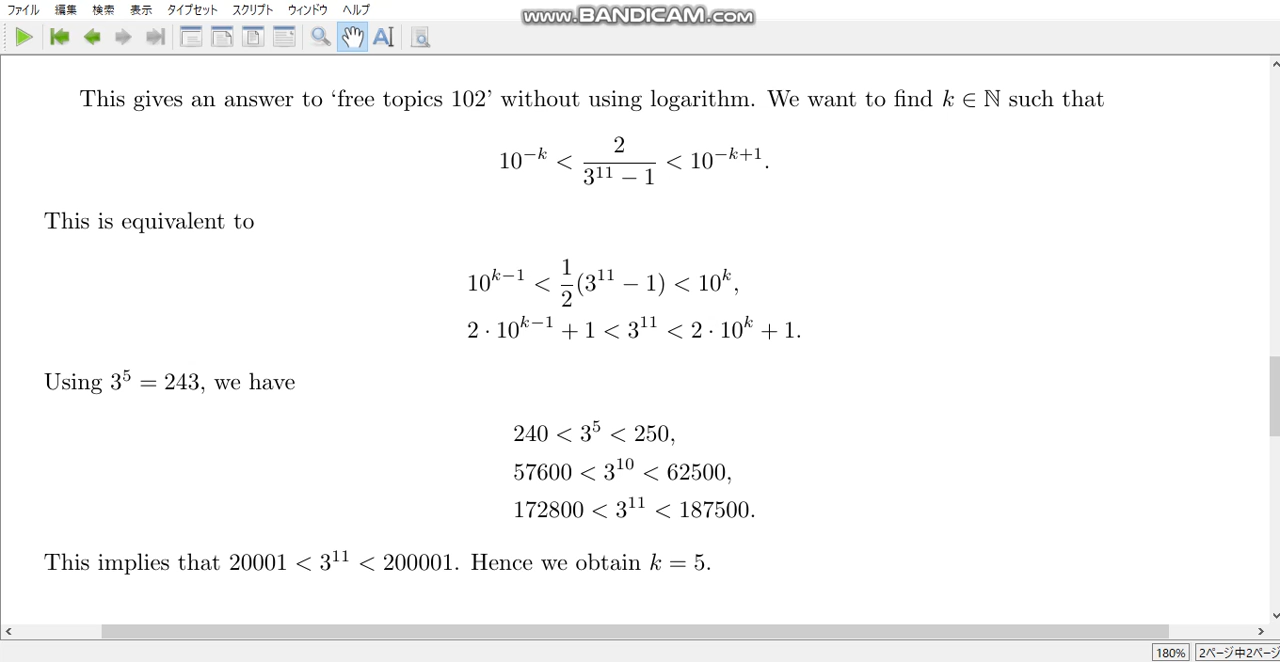 ファイル 編集 検索 表示 タイプセット スクリプト ウィンドウ ヘルプ
www.BANDICAM.com
This gives an answer to ‘free topics 102’ without using logarithm. We want to find k ∈ ℕ such that
10^{-k} < \frac{2}{3^{11} - 1} < 10^{-k+1}.
This is equivalent to
10^{k-1} < \frac{1}{2}(3^{11} - 1) < 10^k,
2 · 10^{k-1} + 1 < 3^{11} < 2 · 10^k + 1.
Using 3^5 = 243, we have
240 < 3^5 < 250,
57600 < 3^{10} < 62500,
172800 < 3^{11} < 187500.
This implies that 20001 < 3^{11} < 200001. Hence we obtain k = 5.
180% 2ページ中2ページ